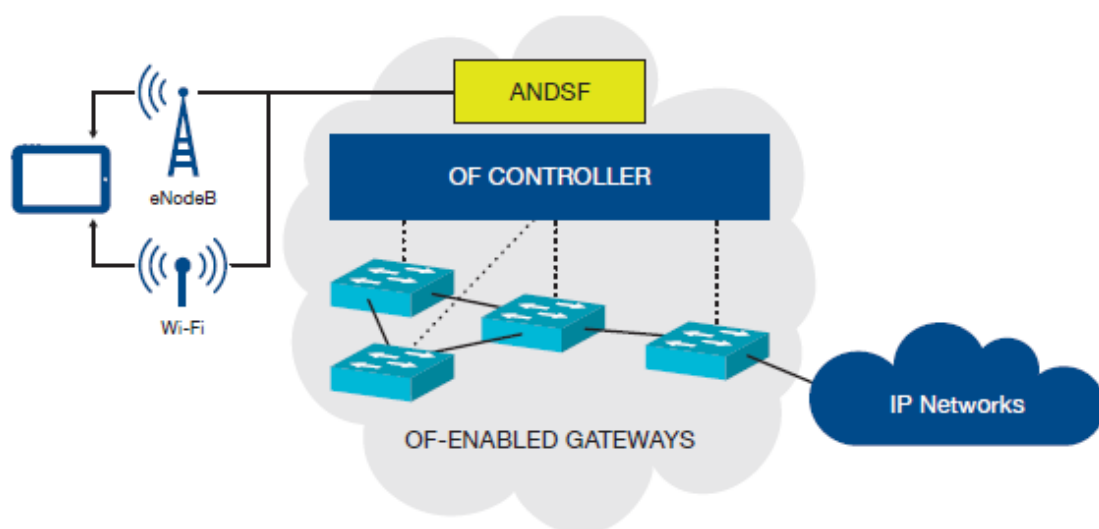 ANDSF
OF CONTROLLER
eNodeB
Wi-Fi
IP Networks
OF-ENABLED GATEWAYS